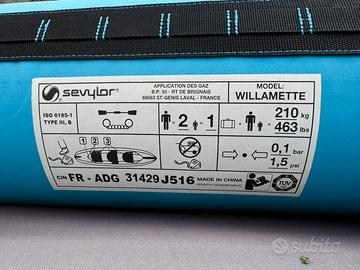 sevylor
APPLICATION DES GAZ
B.P. 55 - RT DE BRIGNAIS
69563 ST-GENIS LAVAL - FRANCE
MODEL:
WILLAMETTE
ISO 6185-1
TYPE III, B
2 + 1
210 kg
463 lbs
1 2 3
0,1 bar
1,5 psi
CIN FR - ADG 31429 J516 MADE IN CHINA
TÜV
subito